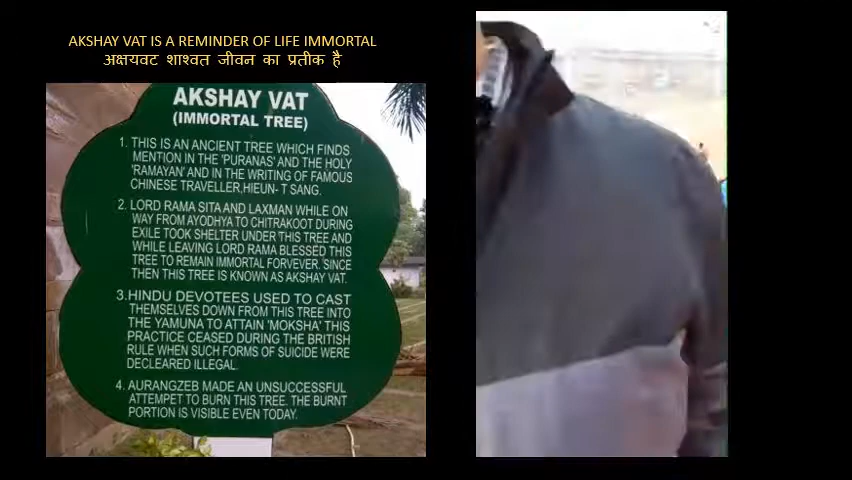 AKSHAY VAT IS A REMINDER OF LIFE IMMORTAL
अक्षयवट शाश्वत जीवन का प्रतीक है
AKSHAY VAT
(IMMORTAL TREE)
1. THIS IS AN ANCIENT TREE WHICH FINDS
MENTION IN THE 'PURANAS' AND THE HOLY
'RAMAYAN' AND IN THE WRITING OF FAMOUS
CHINESE TRAVELLER,HIEUN- T SANG.
2. LORD RAMA SITA AND LAXMAN WHILE ON
WAY FROM AYODHYA TO CHITRAKOOT DURING
EXILE TOOK SHELTER UNDER THIS TREE AND
WHILE LEAVING LORD RAMA BLESSED THIS
TREE TO REMAIN IMMORTAL FORVEVER. SINCE
THEN THIS TREE IS KNOWN AS AKSHAY VAT.
3.HINDU DEVOTEES USED TO CAST
THEMSELVES DOWN FROM THIS TREE INTO
THE YAMUNA TO ATTAIN 'MOKSHA' THIS
PRACTICE CEASED DURING THE BRITISH
RULE WHEN SUCH FORMS OF SUICIDE WERE
DECLEARED ILLEGAL.
4. AURANGZEB MADE AN UNSUCCESSFUL
ATTEMPET TO BURN THIS TREE. THE BURNT
PORTION IS VISIBLE EVEN TODAY.